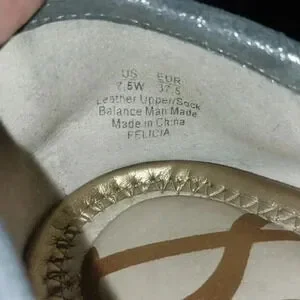 US EUR
7.5W 37.5
Leather Upper/Sock
Balance Man Made
Made in China
FELICIA